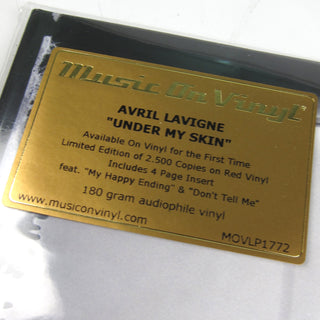 Music On Vinyl
AVRIL LAVIGNE
"UNDER MY SKIN"
Available On Vinyl for the First Time
Limited Edition of 2.500 Copies on Red Vinyl
Includes 4 Page Insert
feat. "My Happy Ending" & "Don't Tell Me"
180 gram audiophile vinyl
www.musiconvinyl.com
MOVLP1772